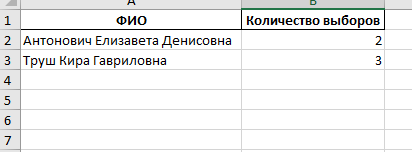 A B
1 ФИО Количество выборов
2 Антонович Елизавета Денисовна 2
3 Труш Кира Гавриловна 3
4
5
6
7